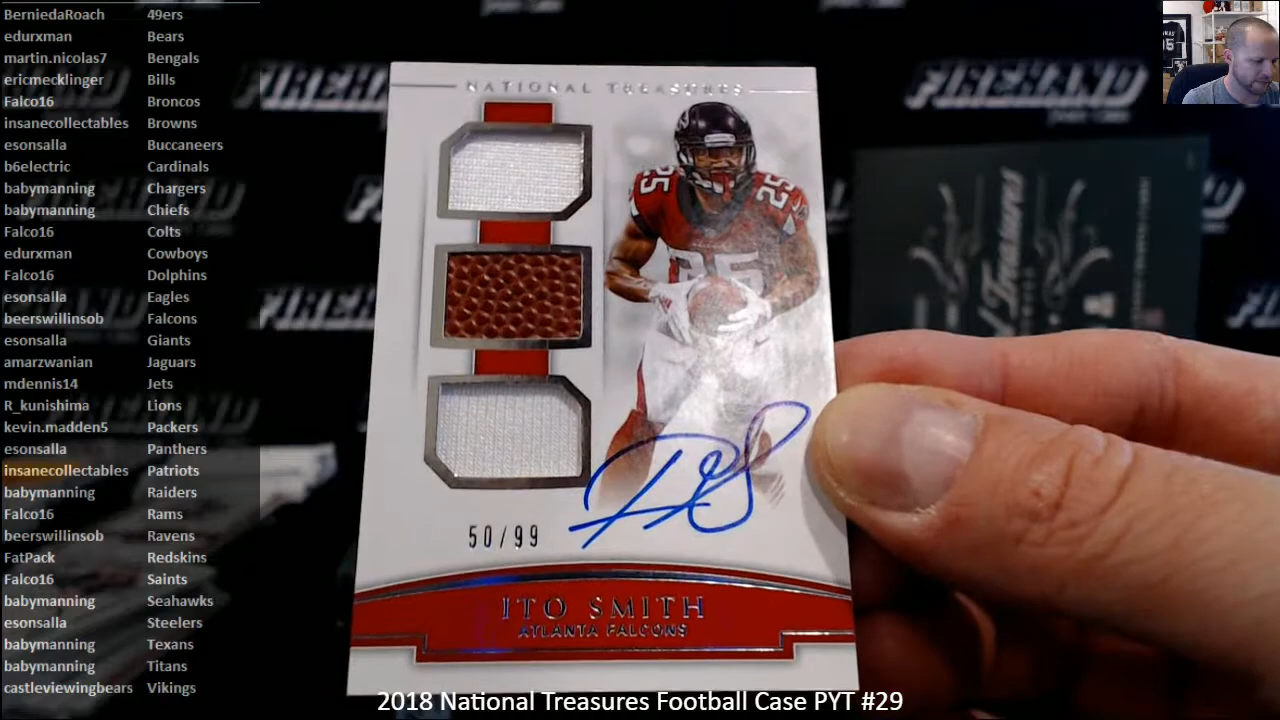 BerniedaRoach 49ers
edurxman Bears
martin.nicolas7 Bengals
ericmecklinger Bills
Falco16 Broncos
insanecollectables Browns
esonsalla Buccaneers
b6electric Cardinals
babymanning Chargers
babymanning Chiefs
Falco16 Colts
edurxman Cowboys
Falco16 Dolphins
esonsalla Eagles
beerswillinsob Falcons
esonsalla Giants
amarzwanian Jaguars
mdennis14 Jets
R_kunishima Lions
kevin.madden5 Packers
esonsalla Panthers
insanecollectables Patriots
babymanning Raiders
Falco16 Rams
beerswillinsob Ravens
FatPack Redskins
Falco16 Saints
babymanning Seahawks
esonsalla Steelers
babymanning Texans
babymanning Titans
castleviewingbears Vikings
NATIONAL TREASURES
25
25
25
50/99
ITO SMITH
ATLANTA FALCONS
FIREHAND
FIREHAND
Treasures
2018 National Treasures Football Case PYT #29